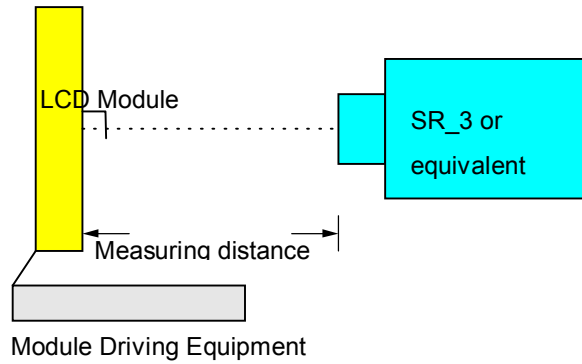 LCD Module
SR_3 or
equivalent
Measuring distance
Module Driving Equipment